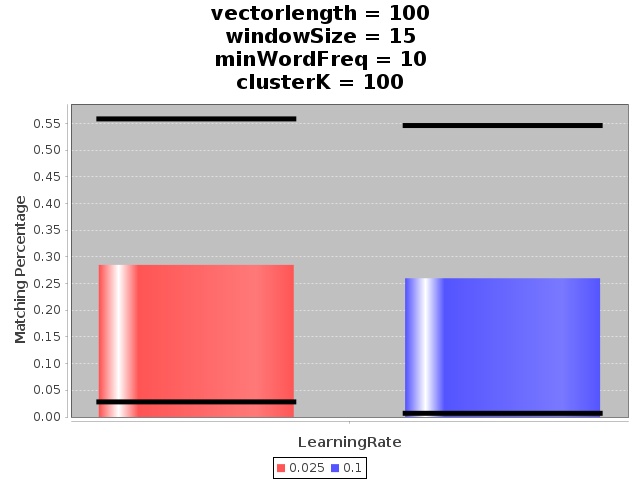 vectorlength = 100
windowSize = 15
minWordFreq = 10
clusterK = 100
0.55
0.50
0.45
0.40
0.35
0.30
0.25
0.20
0.15
0.10
0.05
0.00
Matching Percentage
LearningRate
0.025 0.1